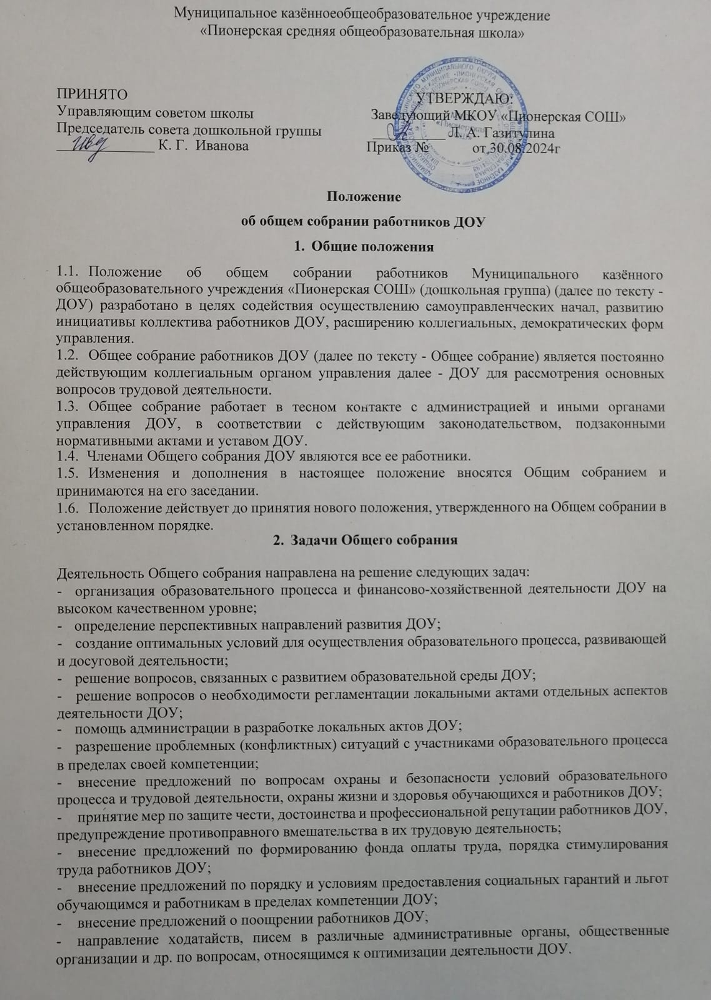 Муниципальное казённоеобщеобразовательное учреждение
«Пионерская средняя общеобразовательная школа»
ПРИНЯТО
Управляющим советом школы
Председатель совета дошкольной группы
_____________ К. Г. Иванова
УТВЕРЖДАЮ:
Заведующий МКОУ «Пионерская СОШ»
__________ Л. А. Газитулина
Приказ № от 30.08.2024г
Положение
об общем собрании работников ДОУ
1. Общие положения
1.1. Положение об общем собрании работников Муниципального казённого
общеобразовательного учреждения «Пионерская СОШ» (дошкольная группа) (далее по тексту -
ДОУ) разработано в целях содействия осуществлению самоуправленческих начал, развитию
инициативы коллектива работников ДОУ, расширению коллегиальных, демократических форм
управления.
1.2. Общее собрание работников ДОУ (далее по тексту - Общее собрание) является постоянно
действующим коллегиальным органом управления далее - ДОУ для рассмотрения основных
вопросов трудовой деятельности.
1.3. Общее собрание работает в тесном контакте с администрацией и иными органами
управления ДОУ, в соответствии с действующим законодательством, подзаконными
нормативными актами и уставом ДОУ.
1.4. Членами Общего собрания ДОУ являются все ее работники.
1.5. Изменения и дополнения в настоящее положение вносятся Общим собранием и
принимаются на его заседании.
1.6. Положение действует до принятия нового положения, утвержденного на Общем собрании в
установленном порядке.
2. Задачи Общего собрания
Деятельность Общего собрания направлена на решение следующих задач:
- организация образовательного процесса и финансово-хозяйственной деятельности ДОУ на
высоком качественном уровне;
- определение перспективных направлений развития ДОУ;
- создание оптимальных условий для осуществления образовательного процесса, развивающей
и досуговой деятельности;
- решение вопросов, связанных с развитием образовательной среды ДОУ;
- решение вопросов о необходимости регламентации локальными актами отдельных аспектов
деятельности ДОУ;
- помощь администрации в разработке локальных актов ДОУ;
- разрешение проблемных (конфликтных) ситуаций с участниками образовательного процесса
в пределах своей компетенции;
- внесение предложений по вопросам охраны и безопасности условий образовательного
процесса и трудовой деятельности, охраны жизни и здоровья обучающихся и работников ДОУ;
- принятие мер по защите чести, достоинства и профессиональной репутации работников ДОУ,
предупреждение противоправного вмешательства в их трудовую деятельность;
- внесение предложений по формированию фонда оплаты труда, порядка стимулирования
труда работников ДОУ;
- внесение предложений по порядку и условиям предоставления социальных гарантий и льгот
обучающимся и работникам в пределах компетенции ДОУ;
- внесение предложений о поощрении работников ДОУ;
- направление ходатайств, писем в различные административные органы, общественные
организации и др. по вопросам, относящимся к оптимизации деятельности ДОУ.